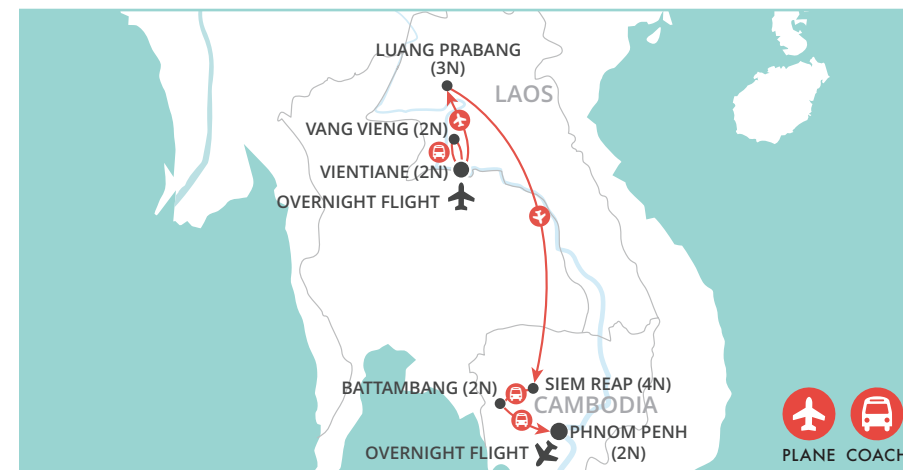 LUANG PRABANG
(3N)
LAOS
VANG VIENG (2N)
VIENTIANE (2N)
OVERNIGHT FLIGHT
BATTAMBANG (2N)
SIEM REAP (4N)
CAMBODIA
PHNOM PENH
(2N)
OVERNIGHT FLIGHT
PLANE COACH